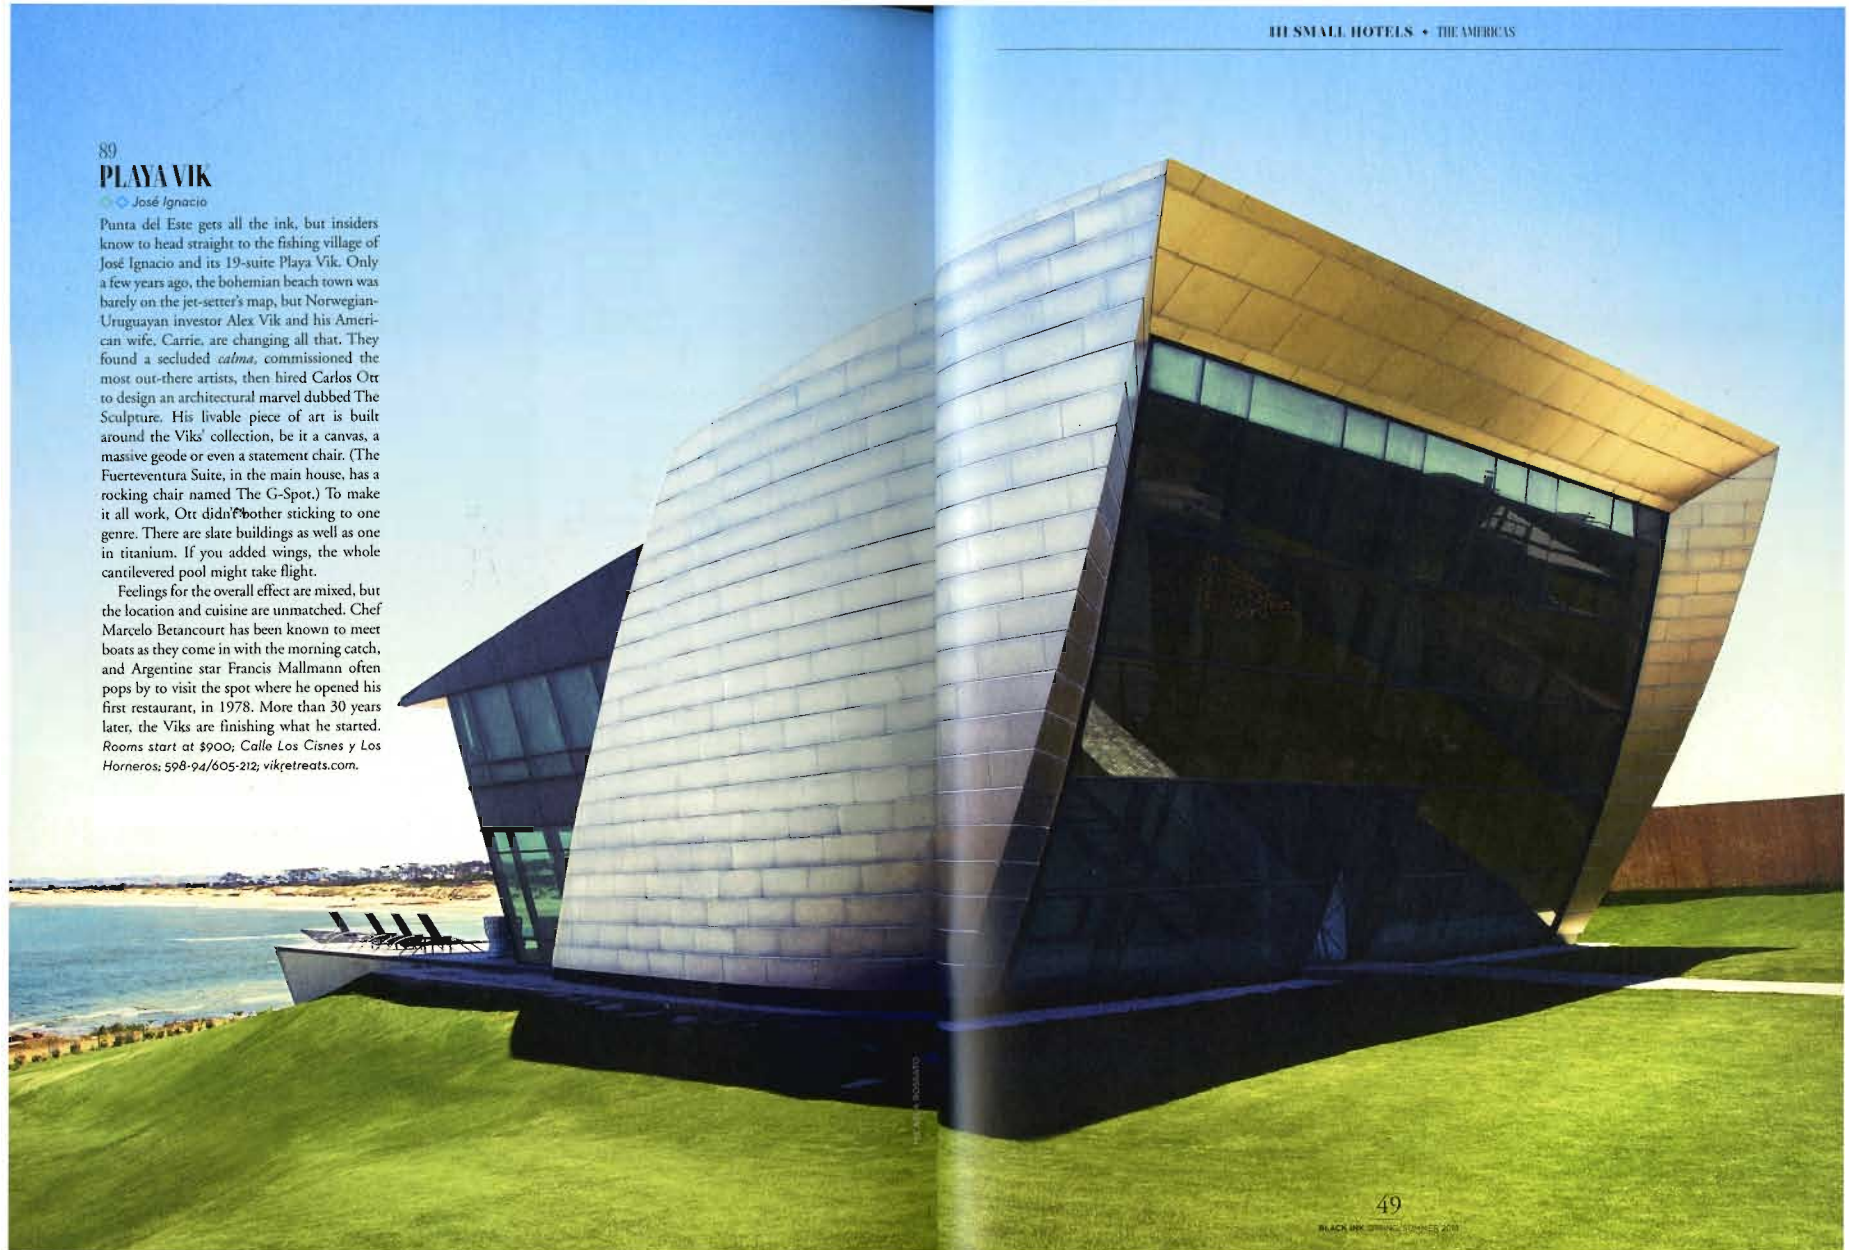 111 SMALL HOTELS ✦ THE AMERICAS
89
PLAYA VIK
José Ignacio
Punta del Este gets all the ink, but insiders
know to head straight to the fishing village of
José Ignacio and its 19-suite Playa Vik. Only
a few years ago, the bohemian beach town was
barely on the jet-setter's map, but Norwegian-
Uruguayan investor Alex Vik and his Ameri-
can wife, Carrie, are changing all that. They
found a secluded calma, commissioned the
most out-there artists, then hired Carlos Ott
to design an architectural marvel dubbed The
Sculpture. His livable piece of art is built
around the Viks' collection, be it a canvas, a
massive geode or even a statement chair. (The
Fuerteventura Suite, in the main house, has a
rocking chair named The G-Spot.) To make
it all work, Ott didn't bother sticking to one
genre. There are slate buildings as well as one
in titanium. If you added wings, the whole
cantilevered pool might take flight.
Feelings for the overall effect are mixed, but
the location and cuisine are unmatched. Chef
Marcelo Betancourt has been known to meet
boats as they come in with the morning catch,
and Argentine star Francis Mallmann often
pops by to visit the spot where he opened his
first restaurant, in 1978. More than 30 years
later, the Viks are finishing what he started.
Rooms start at $900; Calle Los Cisnes y Los
Horneros; 598-94/605-212; vikretreats.com.
49
BLACK INK SPRING/SUMMER